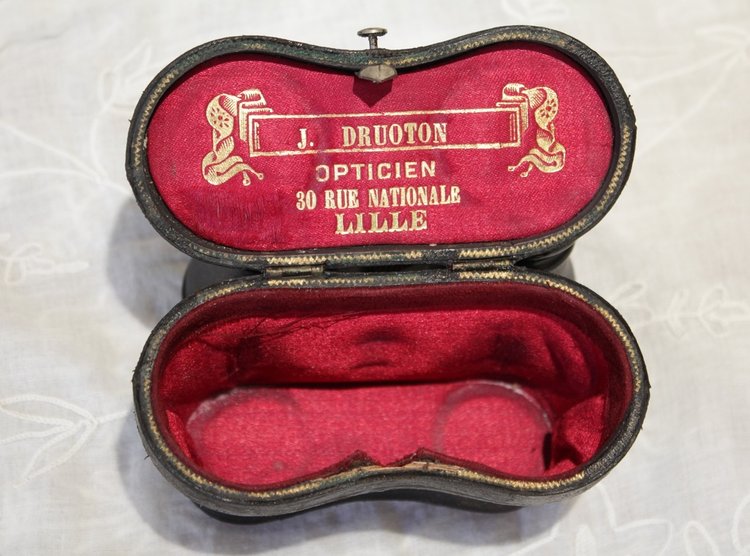 J. DRUOTON
OPTICIEN
30 RUE NATIONALE
LILLE